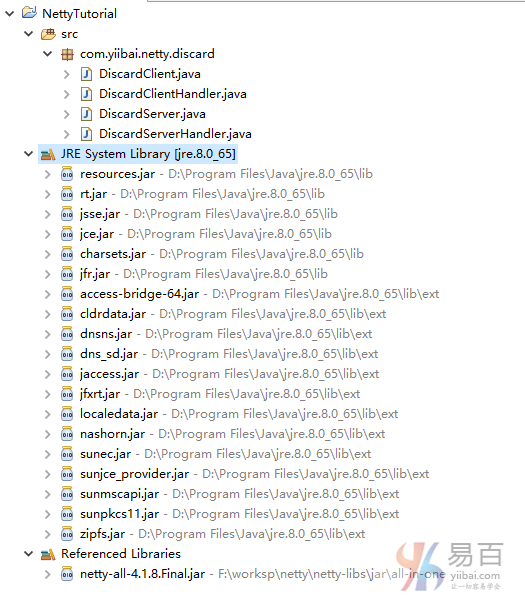 NettyTutorial
src
com.yiibai.netty.discard
DiscardClient.java
DiscardClientHandler.java
DiscardServer.java
DiscardServerHandler.java
JRE System Library [jre.8.0_65]
resources.jar - D:\Program Files\Java\jre.8.0_65\lib
rt.jar - D:\Program Files\Java\jre.8.0_65\lib
jsse.jar - D:\Program Files\Java\jre.8.0_65\lib
jce.jar - D:\Program Files\Java\jre.8.0_65\lib
charsets.jar - D:\Program Files\Java\jre.8.0_65\lib
jfr.jar - D:\Program Files\Java\jre.8.0_65\lib
access-bridge-64.jar - D:\Program Files\Java\jre.8.0_65\lib\ext
cldrdata.jar - D:\Program Files\Java\jre.8.0_65\lib\ext
dnsns.jar - D:\Program Files\Java\jre.8.0_65\lib\ext
dns_sd.jar - D:\Program Files\Java\jre.8.0_65\lib\ext
jaccess.jar - D:\Program Files\Java\jre.8.0_65\lib\ext
jfxrt.jar - D:\Program Files\Java\jre.8.0_65\lib\ext
localedata.jar - D:\Program Files\Java\jre.8.0_65\lib\ext
nashorn.jar - D:\Program Files\Java\jre.8.0_65\lib\ext
sunec.jar - D:\Program Files\Java\jre.8.0_65\lib\ext
sunjce_provider.jar - D:\Program Files\Java\jre.8.0_65\lib\ext
sunmscapi.jar - D:\Program Files\Java\jre.8.0_65\lib\ext
sunpkcs11.jar - D:\Program Files\Java\jre.8.0_65\lib\ext
zipfs.jar - D:\Program Files\Java\jre.8.0_65\lib\ext
Referenced Libraries
netty-all-4.1.8.Final.jar - F:\worksp\netty\netty-libs\jar\all-in-one
易百
yiibai.com
让一切容易学会